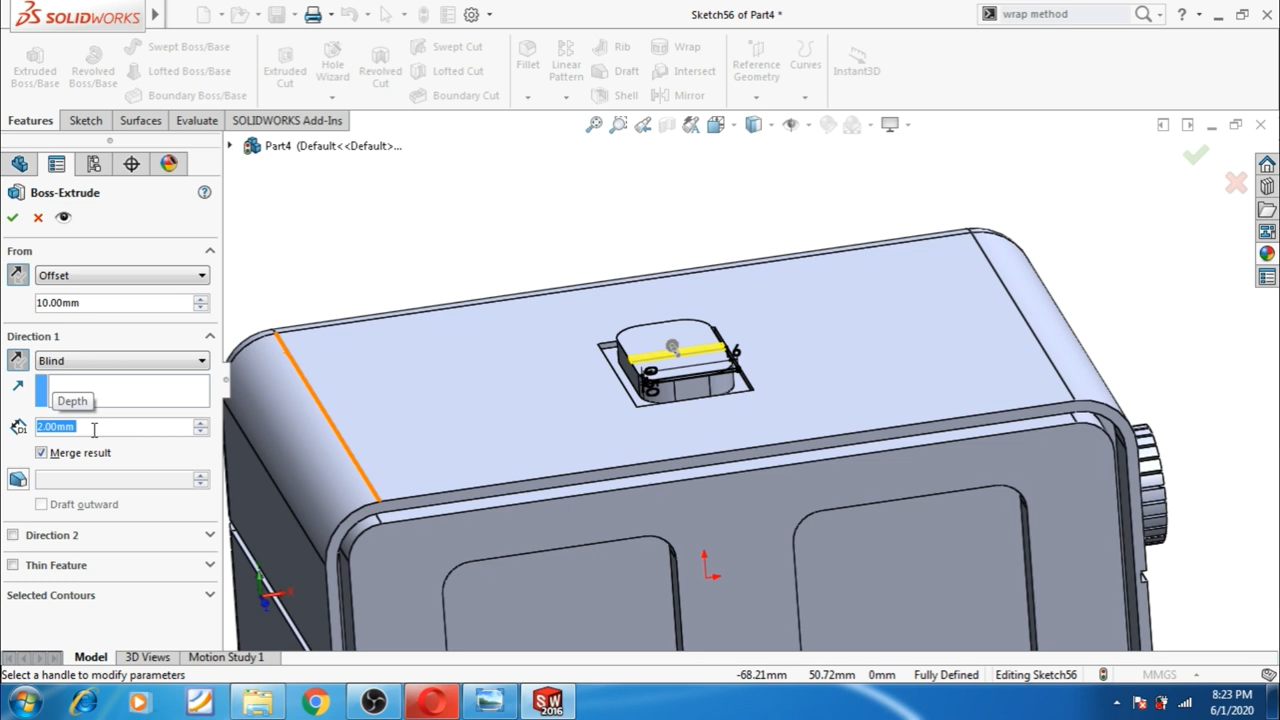 SOLIDWORKS
Sketch56 of Part4 *
wrap method
Extruded Boss/Base
Revolved Boss/Base
Swept Boss/Base
Lofted Boss/Base
Boundary Boss/Base
Extruded Cut
Hole Wizard
Revolved Cut
Swept Cut
Lofted Cut
Boundary Cut
Fillet
Linear Pattern
Rib
Draft
Shell
Wrap
Intersect
Mirror
Reference Geometry
Curves
Instant3D
Features
Sketch
Surfaces
Evaluate
SOLIDWORKS Add-Ins
Part4 (Default<<Default>...
Boss-Extrude
From
Offset
10.00mm
Direction 1
Blind
Depth
2.00mm
Merge result
Draft outward
Direction 2
Thin Feature
Selected Contours
Model
3D Views
Motion Study 1
Select a handle to modify parameters
-68.21mm
50.72mm
0mm
Fully Defined
Editing Sketch56
MMGS
SW
2016
8:23 PM
6/1/2020